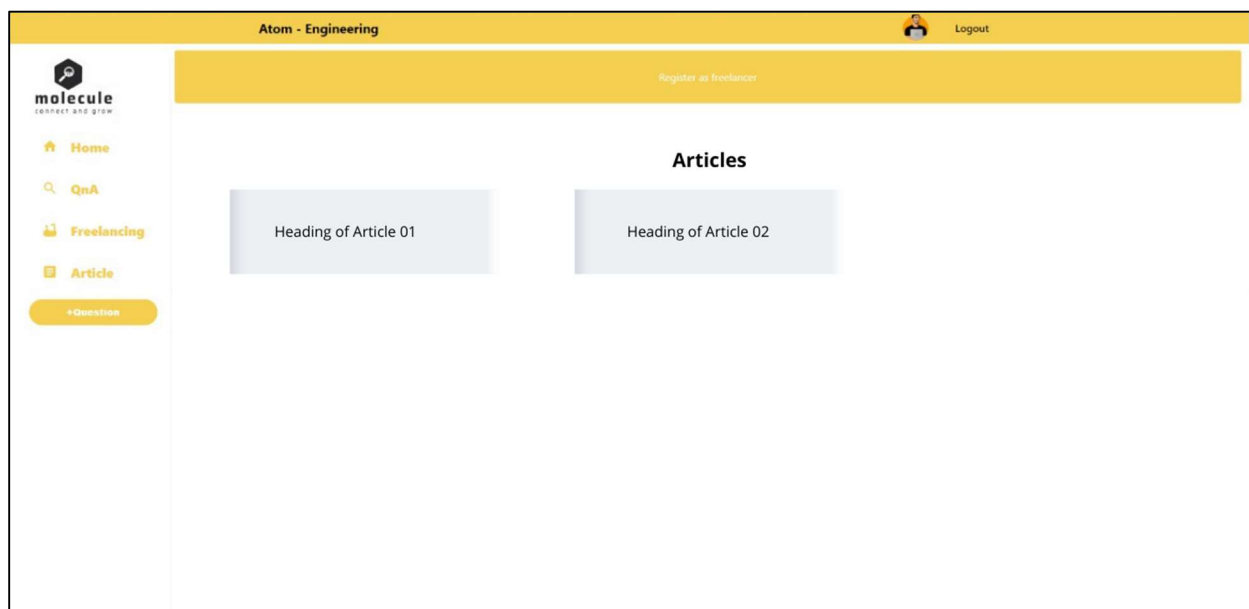 Atom - Engineering
Logout
molecule
connect and grow
Register as freelancer
Home
QnA
Freelancing
Article
+Question
Articles
Heading of Article 01
Heading of Article 02